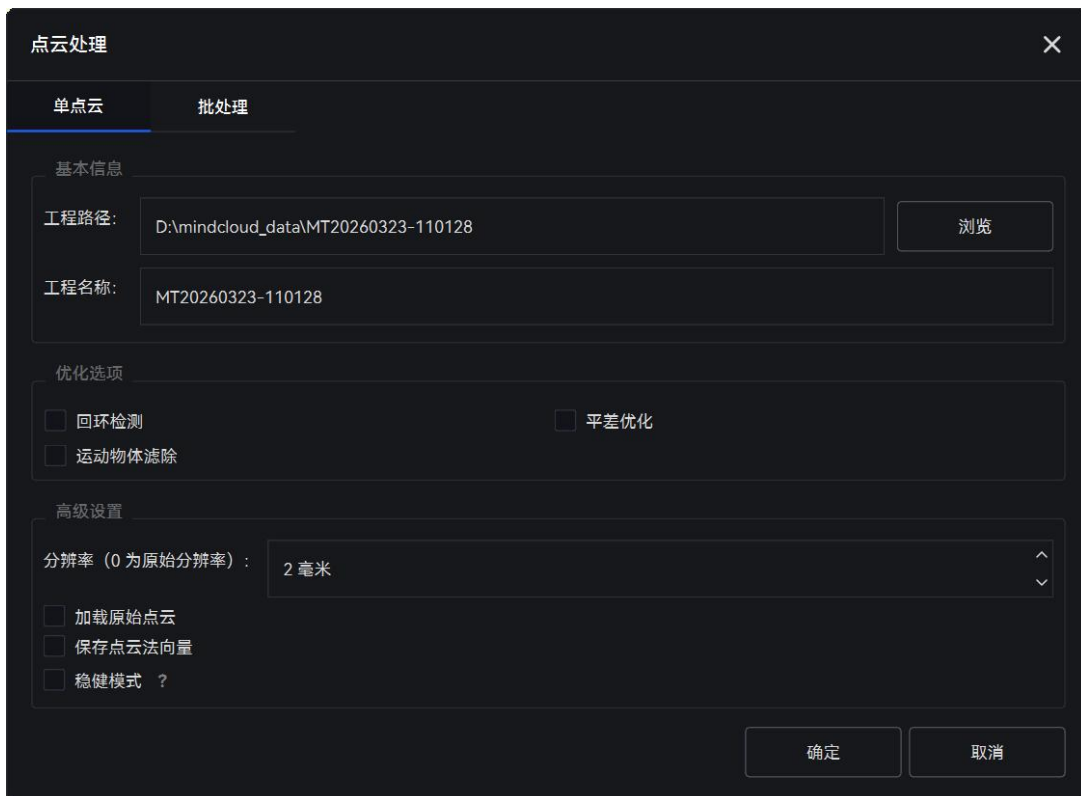 点云处理
单点云 批处理
基本信息
工程路径: D:\mindcloud_data\MT20260323-110128 浏览
工程名称: MT20260323-110128
优化选项
回环检测 平差优化
运动物体滤除
高级设置
分辨率（0 为原始分辨率）: 2 毫米
加载原始点云
保存点云法向量
稳健模式 ?
确定 取消